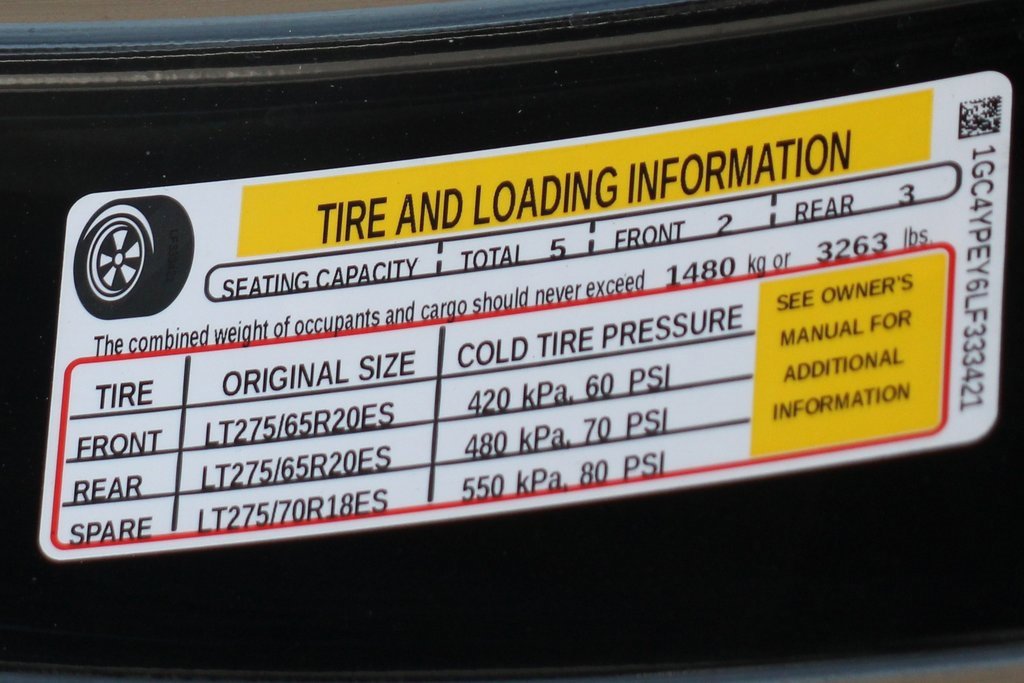 TIRE AND LOADING INFORMATION
SEATING CAPACITY TOTAL 5 FRONT 2 REAR 3
The combined weight of occupants and cargo should never exceed 1480 kg or 3263 lbs.
TIRE ORIGINAL SIZE COLD TIRE PRESSURE
FRONT LT275/65R20ES 420 kPa, 60 PSI
REAR LT275/65R20ES 480 kPa, 70 PSI
SPARE LT275/70R18ES 550 kPa, 80 PSI
SEE OWNER'S
MANUAL FOR
ADDITIONAL
INFORMATION
1GC4YPEY6LF333421